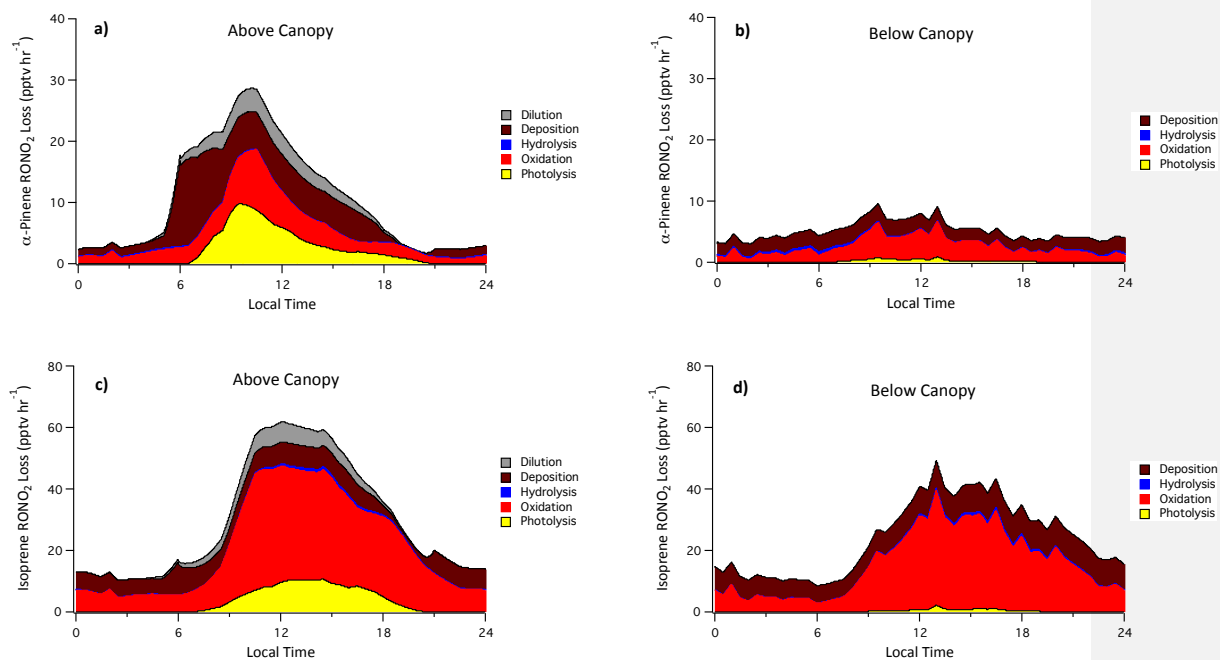 a)
Above Canopy
α-Pinene RONO₂ Loss (pptv hr⁻¹)
40
30
20
10
0
Dilution
Deposition
Hydrolysis
Oxidation
Photolysis
0 6 12 18 24
Local Time
b)
Below Canopy
α-Pinene RONO₂ Loss (pptv hr⁻¹)
40
30
20
10
0
Deposition
Hydrolysis
Oxidation
Photolysis
0 6 12 18 24
Local Time
c)
Above Canopy
Isoprene RONO₂ Loss (pptv hr⁻¹)
80
60
40
20
0
Dilution
Deposition
Hydrolysis
Oxidation
Photolysis
0 6 12 18 24
Local Time
d)
Below Canopy
Isoprene RONO₂ Loss (pptv hr⁻¹)
80
60
40
20
0
Deposition
Hydrolysis
Oxidation
Photolysis
0 6 12 18 24
Local Time